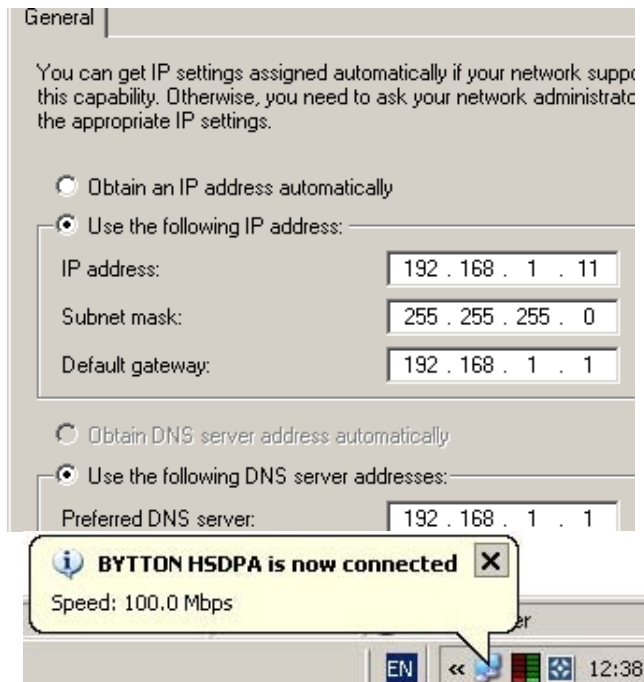 General
You can get IP settings assigned automatically if your network
this capability. Otherwise, you need to ask your network
the appropriate IP settings.
Obtain an IP address automatically
Use the following IP address:
IP address: 192 . 168 . 1 . 11
Subnet mask: 255 . 255 . 255 . 0
Default gateway: 192 . 168 . 1 . 1
Obtain DNS server address automatically
Use the following DNS server addresses:
Preferred DNS server: 192 . 168 . 1 . 1
BYTTON HSDPA is now connected
Speed: 100.0 Mbps
EN « 12:38